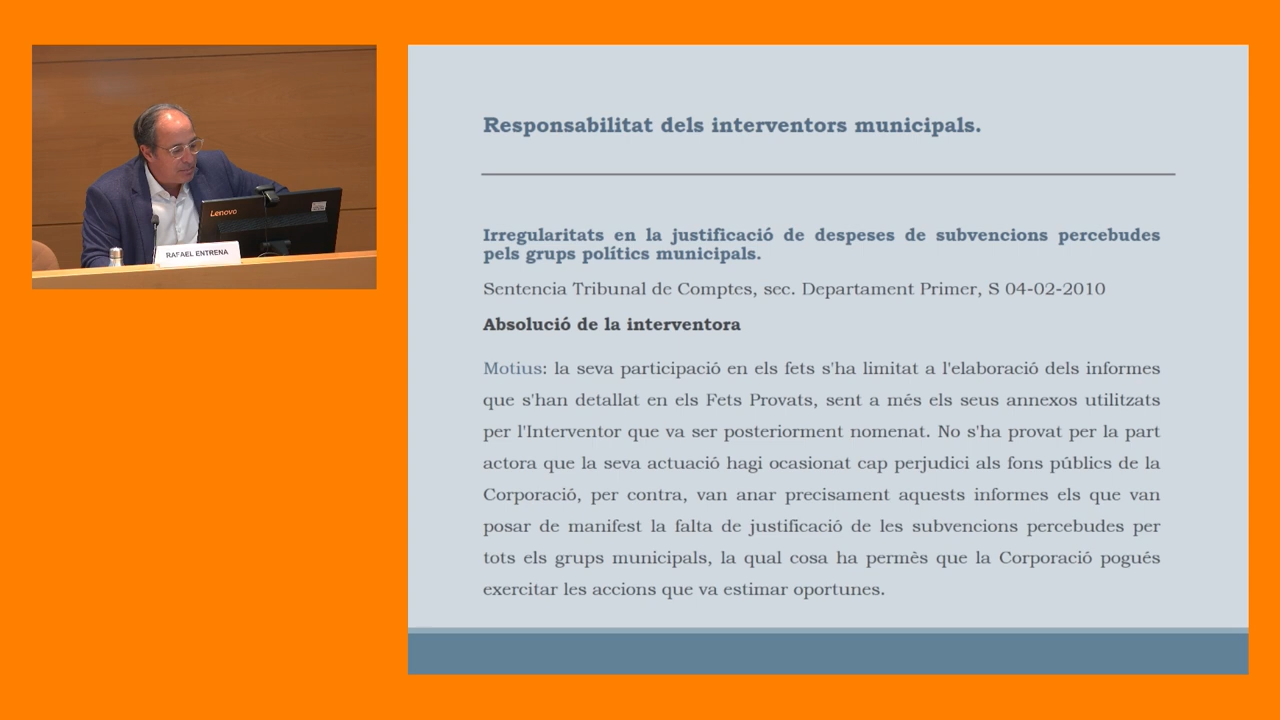 Lenovo
RAFAEL ENTRENA
Responsabilitat dels interventors municipals.
Irregularitats en la justificació de despeses de subvencions percebudes
pels grups polítics municipals.
Sentencia Tribunal de Comptes, sec. Departament Primer, S 04-02-2010
Absolució de la interventora
Motius: la seva participació en els fets s'ha limitat a l'elaboració dels informes
que s'han detallat en els Fets Provats, sent a més els seus annexos utilitzats
per l'Interventor que va ser posteriorment nomenat. No s'ha provat per la part
actora que la seva actuació hagi ocasionat cap perjudici als fons públics de la
Corporació, per contra, van anar precisament aquests informes els que van
posar de manifest la falta de justificació de les subvencions percebudes per
tots els grups municipals, la qual cosa ha permès que la Corporació pogués
exercitar les accions que va estimar oportunes.